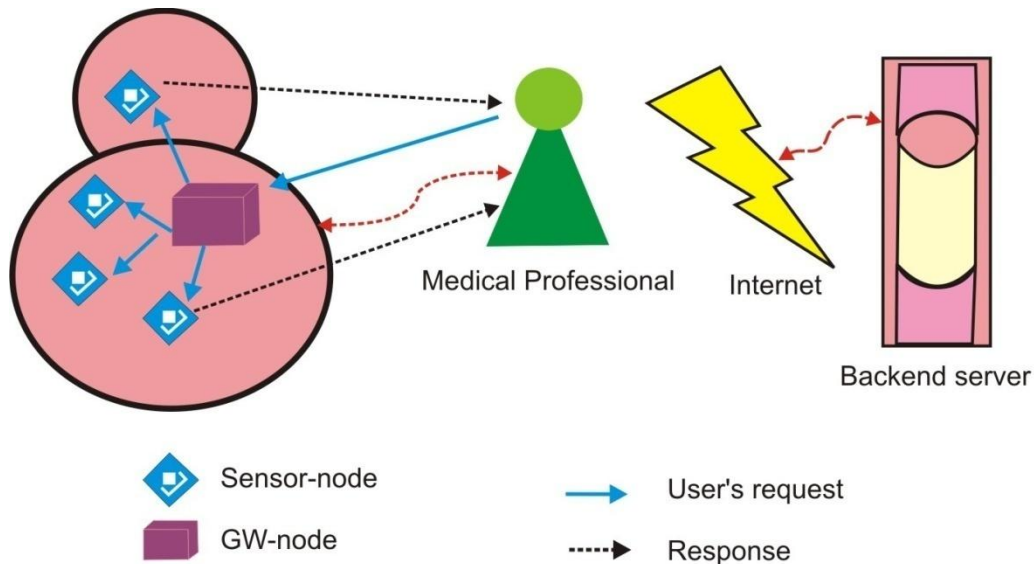 Medical Professional
Internet
Backend server
Sensor-node
User's request
GW-node
Response